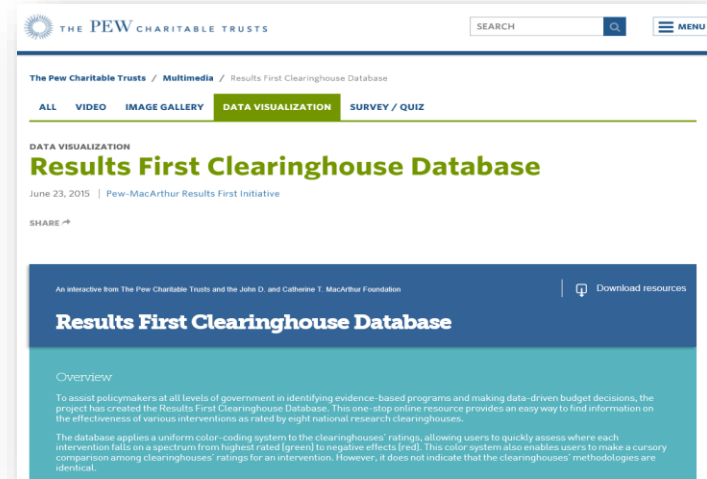 THE PEW CHARITABLE TRUSTS
SEARCH
MENU
The Pew Charitable Trusts / Multimedia / Results First Clearinghouse Database
ALL VIDEO IMAGE GALLERY DATA VISUALIZATION SURVEY / QUIZ
DATA VISUALIZATION
Results First Clearinghouse Database
June 23, 2015 | Pew-MacArthur Results First Initiative
SHARE
An interactive from The Pew Charitable Trusts and the John D. and Catherine T. MacArthur Foundation
Download resources
Results First Clearinghouse Database
Overview
To assist policymakers at all levels of government in identifying evidence-based programs and making data-driven budget decisions, the
project has created the Results First Clearinghouse Database. This one-stop online resource provides an easy way to find information on
the effectiveness of various interventions as rated by eight national research clearinghouses.
The database applies a uniform color-coding system to the clearinghouses' ratings, allowing users to quickly assess where each
intervention falls on a spectrum from highest rated (green) to negative effects (red). This color system also enables users to make a cursory
comparison among clearinghouses' ratings for an intervention. However, it does not indicate that the clearinghouses' methodologies are
identical.